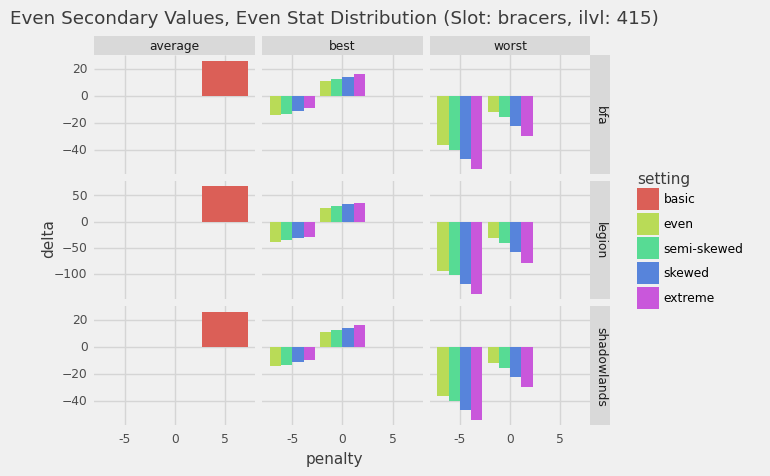 Even Secondary Values, Even Stat Distribution (Slot: bracers, ilvl: 415)
average best worst
20
0
−20
−40
bfa
50
0
−50
−100
legion
20
0
−20
−40
shadowlands
-5 0 5 -5 0 5 -5 0 5
penalty
delta
setting
basic
even
semi-skewed
skewed
extreme